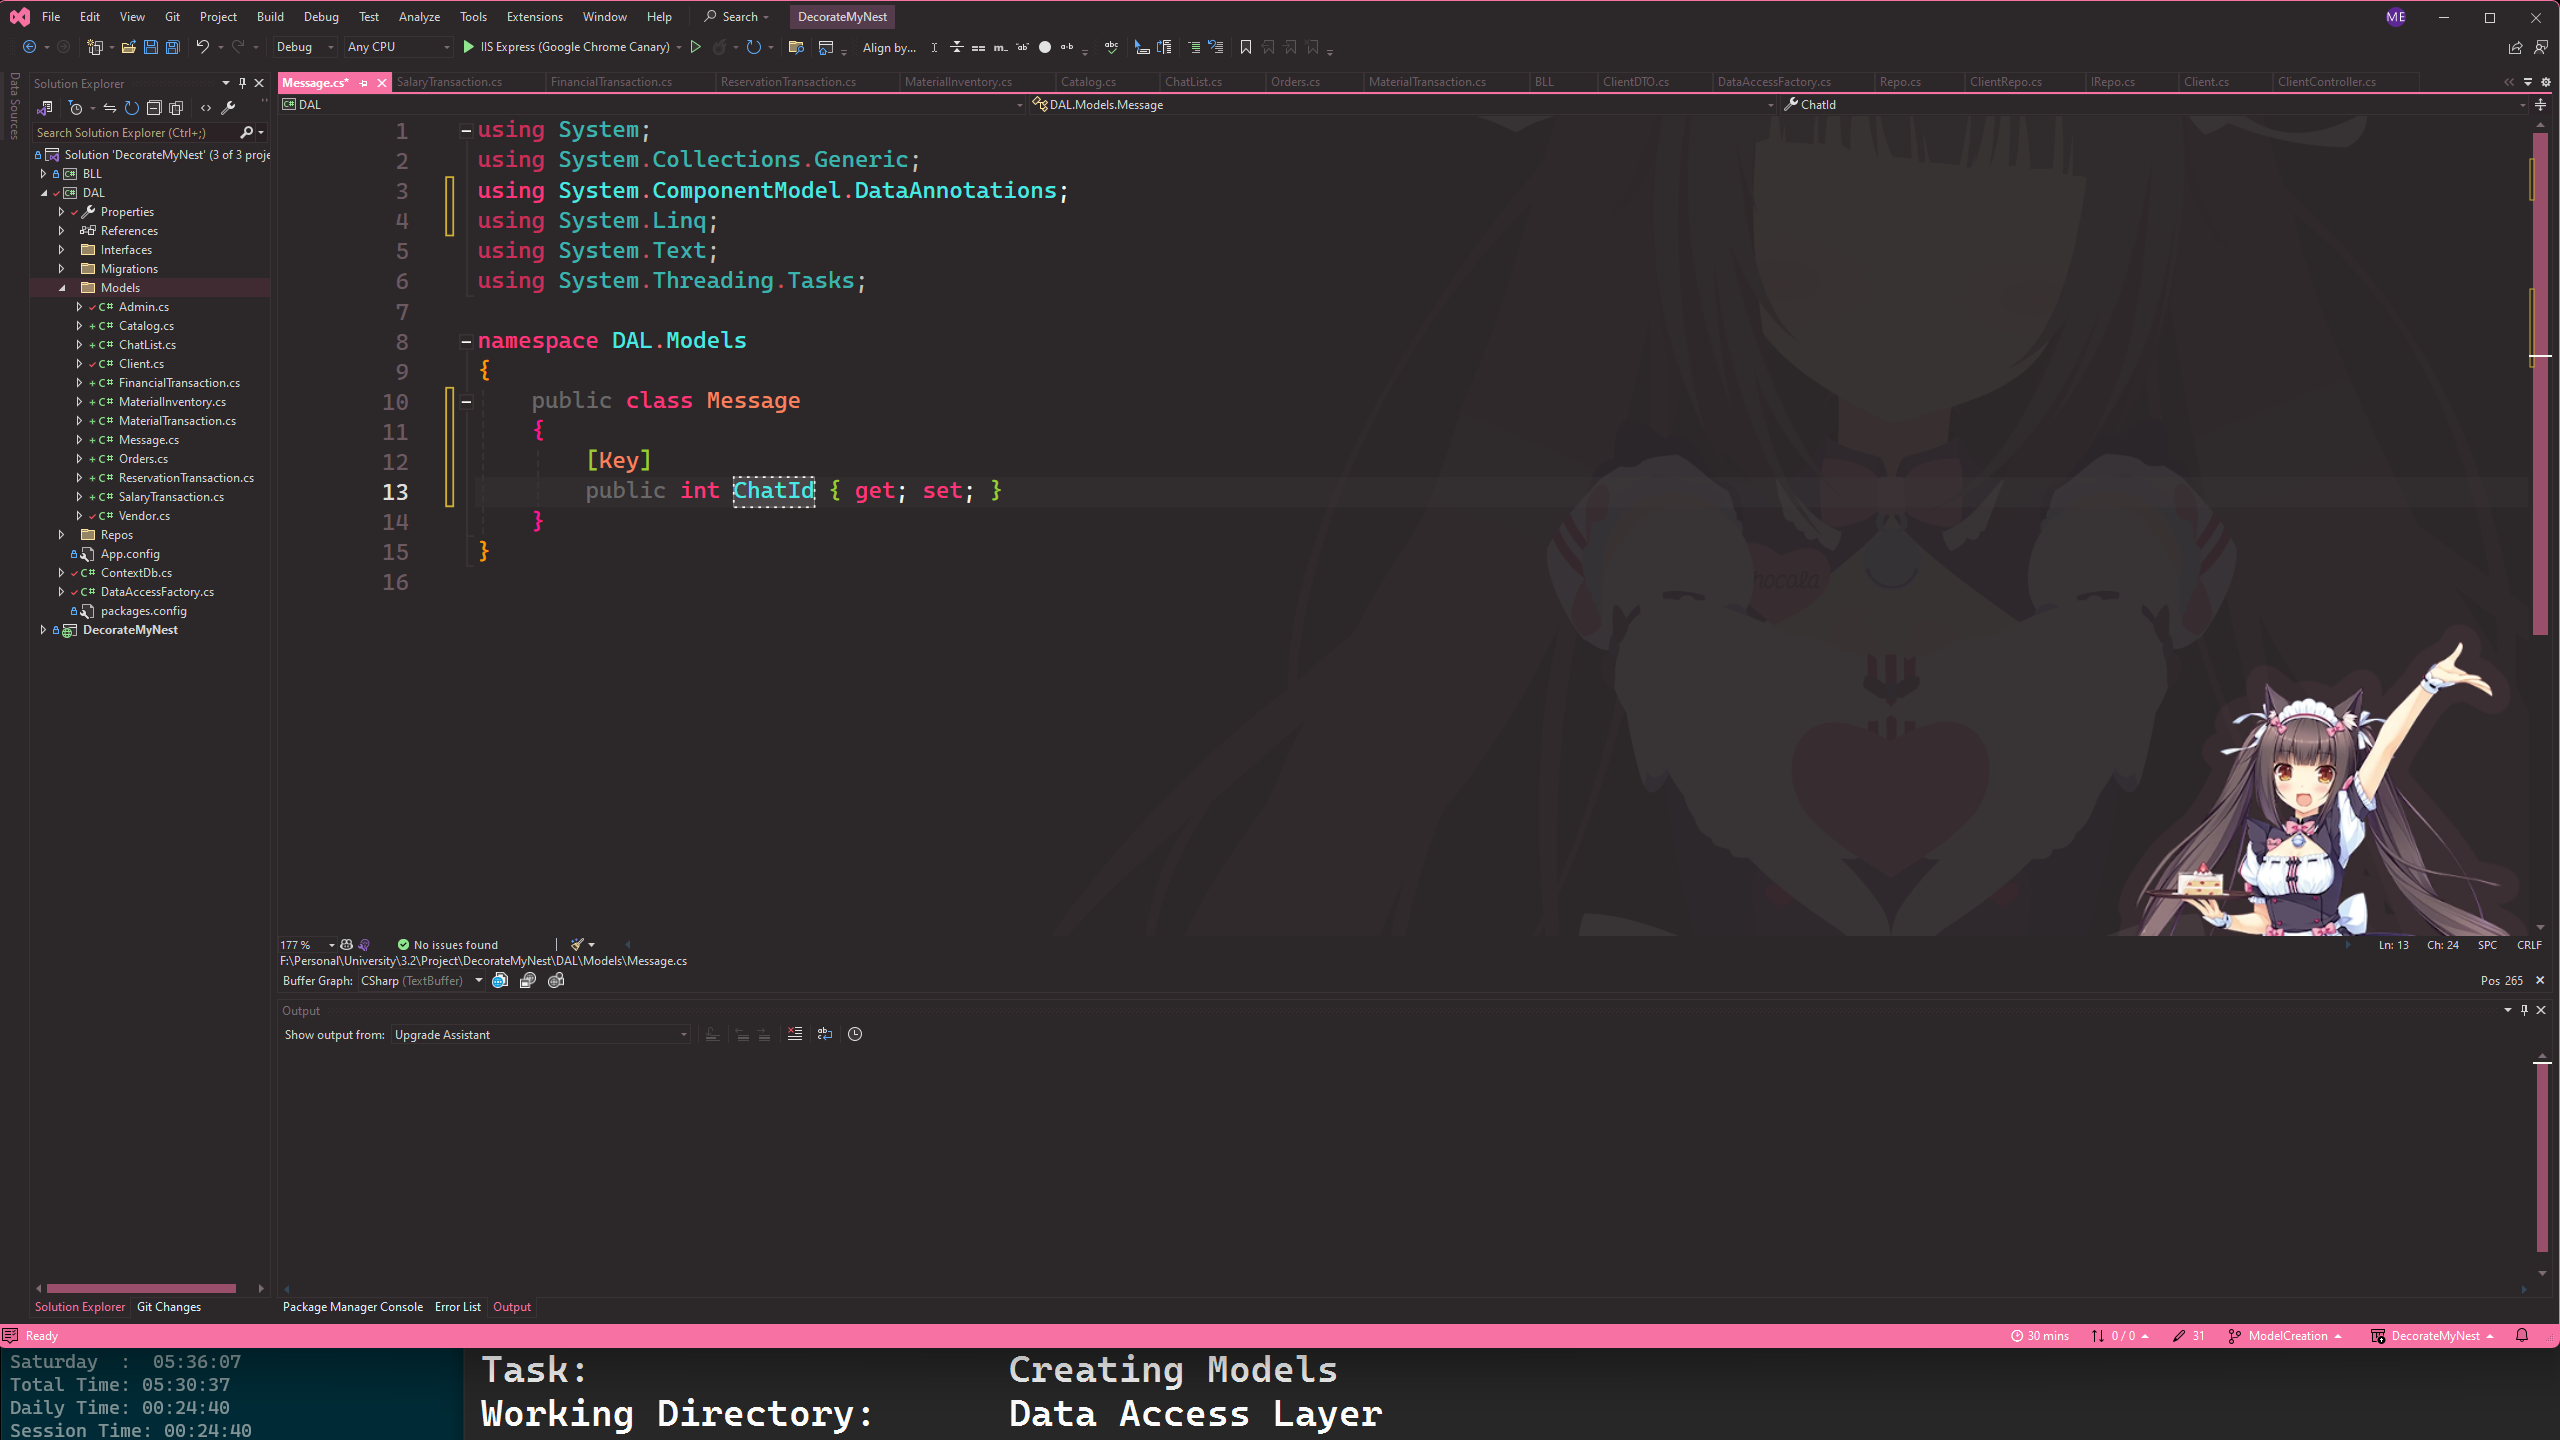 File Edit View Git Project Build Debug Test Analyze Tools Extensions Window Help Search DecorateMyNest ME
Debug Any CPU IIS Express (Google Chrome Canary) Align by...
Data Sources
Solution Explorer
Search Solution Explorer (Ctrl+;)
Solution 'DecorateMyNest' (3 of 3 proje
BLL
DAL
Properties
References
Interfaces
Migrations
Models
C# Admin.cs
C# Catalog.cs
C# ChatList.cs
C# Client.cs
C# FinancialTransaction.cs
C# MaterialInventory.cs
C# MaterialTransaction.cs
C# Message.cs
C# Orders.cs
C# ReservationTransaction.cs
C# SalaryTransaction.cs
C# Vendor.cs
Repos
App.config
C# ContextDb.cs
C# DataAccessFactory.cs
packages.config
DecorateMyNest
Solution Explorer Git Changes
Message.cs* SalaryTransaction.cs FinancialTransaction.cs ReservationTransaction.cs MaterialInventory.cs Catalog.cs ChatList.cs Orders.cs MaterialTransaction.cs BLL ClientDTO.cs DataAccessFactory.cs Repo.cs ClientRepo.cs IRepo.cs Client.cs ClientController.cs
DAL DAL.Models.Message ChatId
1 using System;
2 using System.Collections.Generic;
3 using System.ComponentModel.DataAnnotations;
4 using System.Linq;
5 using System.Text;
6 using System.Threading.Tasks;
7
8 namespace DAL.Models
9 {
10 public class Message
11 {
12 [Key]
13 public int ChatId { get; set; }
14 }
15 }
16
177 % No issues found Ln: 13 Ch: 24 SPC CRLF
F:\Personal\University\3.2\Project\DecorateMyNest\DAL\Models\Message.cs
Buffer Graph: CSharp (TextBuffer) Pos 265
Output
Show output from: Upgrade Assistant
Package Manager Console Error List Output
Ready 30 mins 0 / 0 31 ModelCreation DecorateMyNest
Saturday : 05:36:07
Total Time: 05:30:37
Daily Time: 00:24:40
Session Time: 00:24:40
Task: Creating Models
Working Directory: Data Access Layer